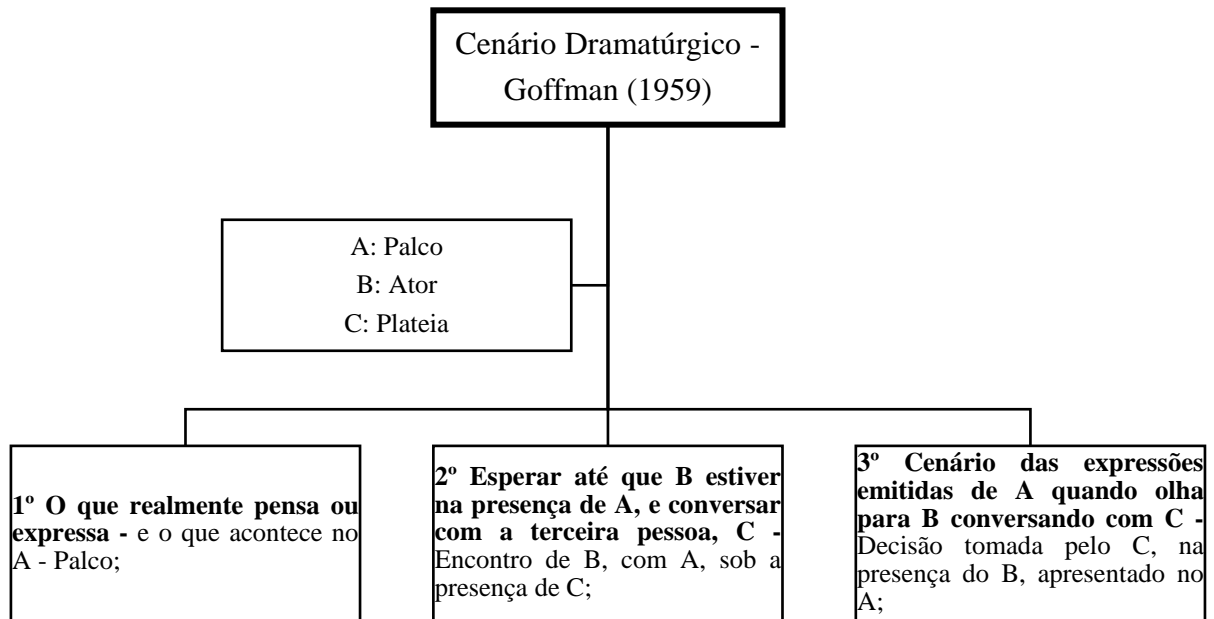 Cenário Dramatúrgico -
Goffman (1959)
A: Palco
B: Ator
C: Plateia
1º O que realmente pensa ou
expressa - e o que acontece no
A - Palco;
2º Esperar até que B estiver
na presença de A, e conversar
com a terceira pessoa, C -
Encontro de B, com A, sob a
presença de C;
3º Cenário das expressões
emitidas de A quando olha
para B conversando com C -
Decisão tomada pelo C, na
presença do B, apresentado no
A;